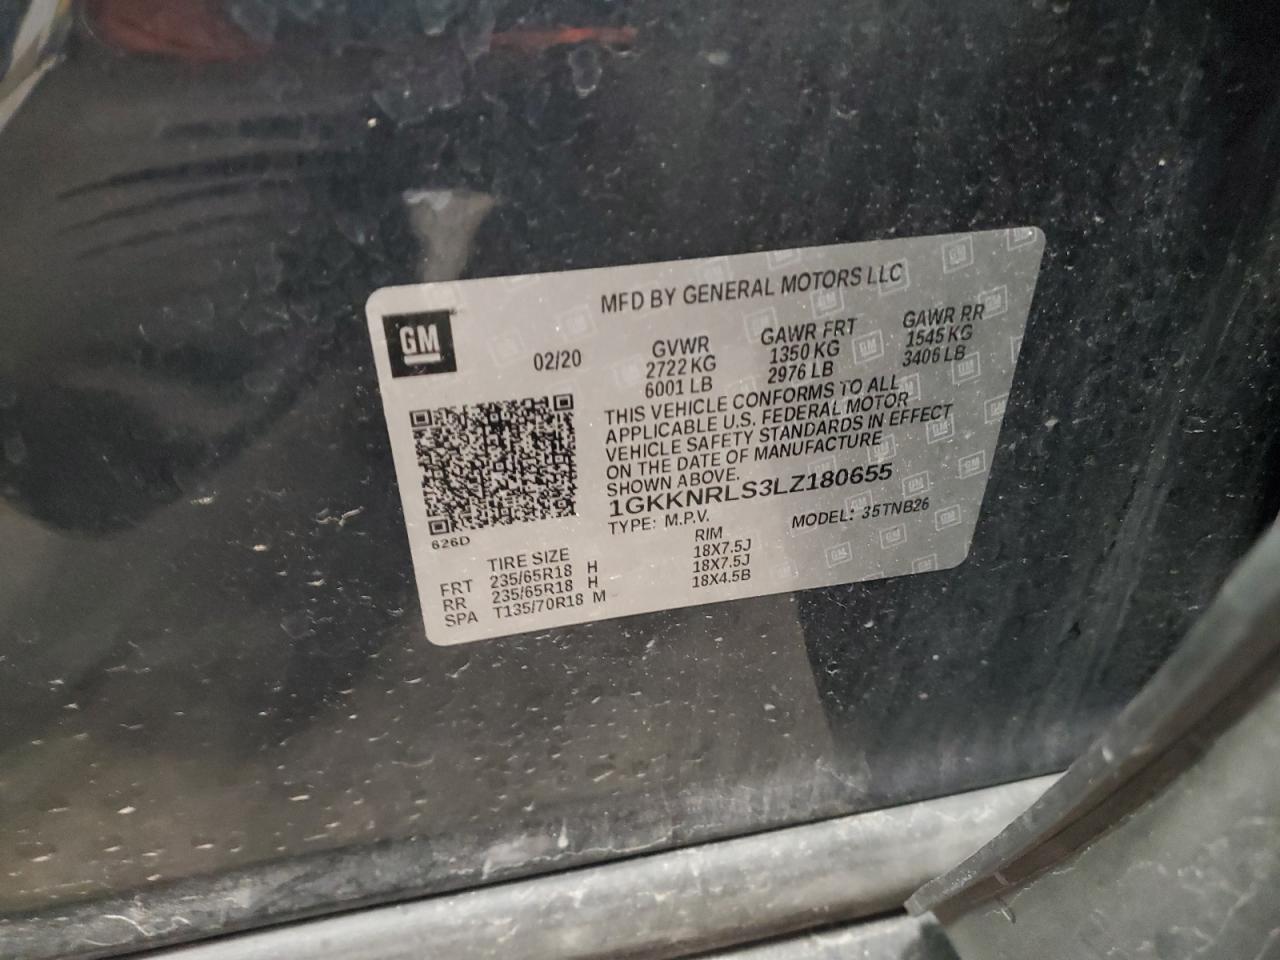 MFD BY GENERAL MOTORS LLC
GM
02/20
GVWR
2722 KG
6001 LB
GAWR FRT
1350 KG
2976 LB
GAWR RR
1545 KG
3406 LB
THIS VEHICLE CONFORMS TO ALL
APPLICABLE U.S. FEDERAL MOTOR
VEHICLE SAFETY STANDARDS IN EFFECT
ON THE DATE OF MANUFACTURE
SHOWN ABOVE.
1GKKNRLS3LZ180655
TYPE: M.P.V. MODEL: 35TNB26
626D
TIRE SIZE RIM
FRT 235/65R18 H 18X7.5J
RR 235/65R18 H 18X7.5J
SPA T135/70R18 M 18X4.5B